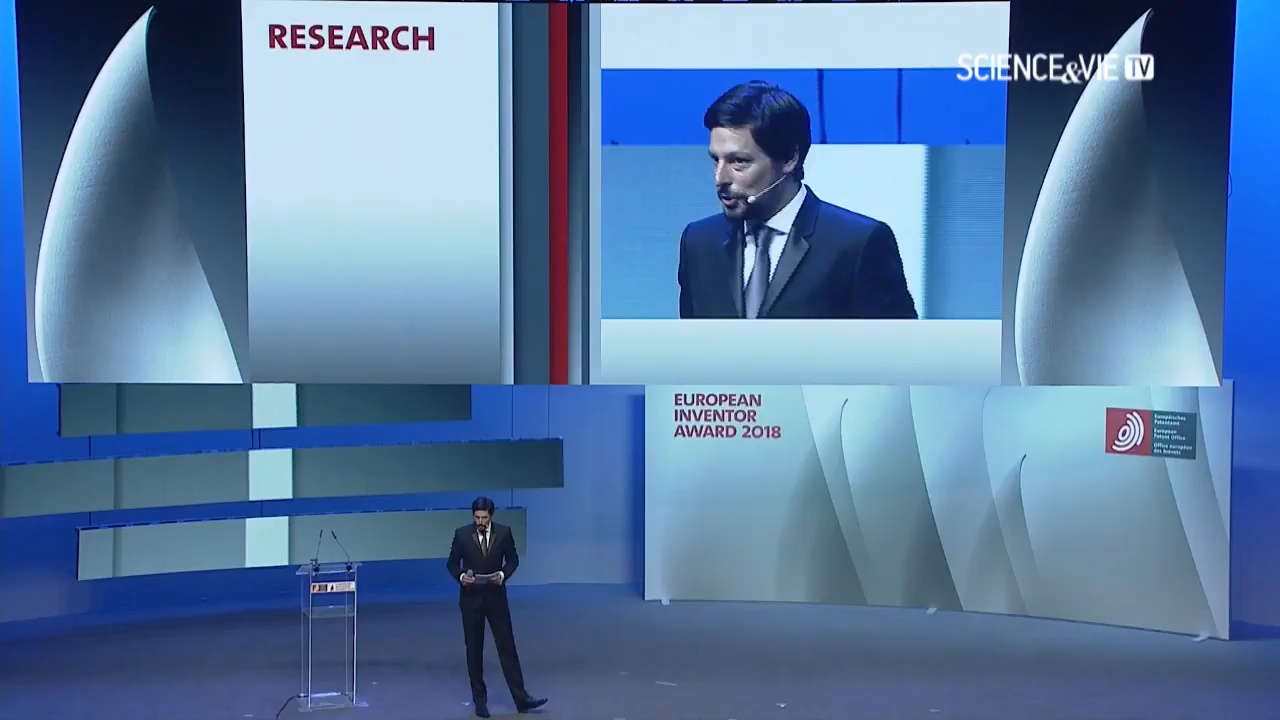 RESEARCH
SCIENCE&VIE TV
EUROPEAN
INVENTOR
AWARD 2018
Europäisches
Patentamt
European
Patent Office
Office européen
des brevets